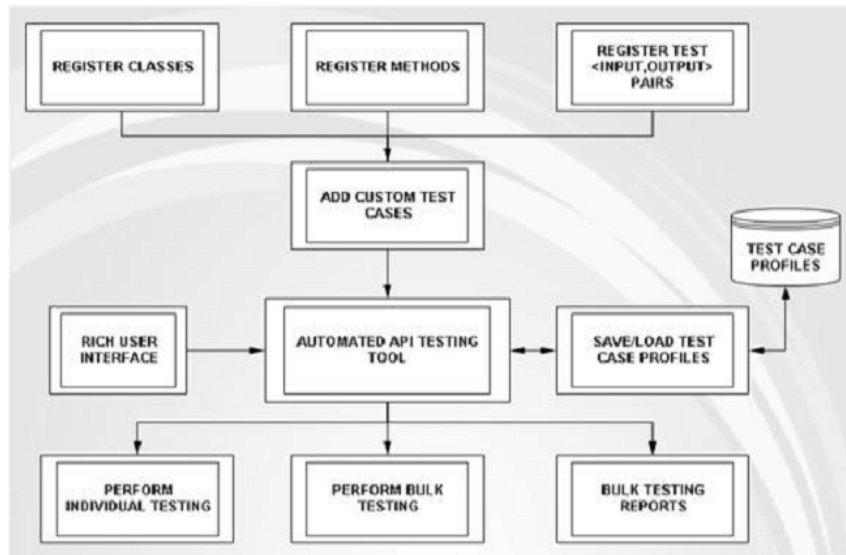 REGISTER CLASSES
REGISTER METHODS
REGISTER TEST
<INPUT,OUTPUT>
PAIRS
ADD CUSTOM TEST
CASES
TEST CASE
PROFILES
RICH USER
INTERFACE
AUTOMATED API TESTING
TOOL
SAVE/LOAD TEST
CASE PROFILES
PERFORM
INDIVIDUAL TESTING
PERFORM BULK
TESTING
BULK TESTING
REPORTS